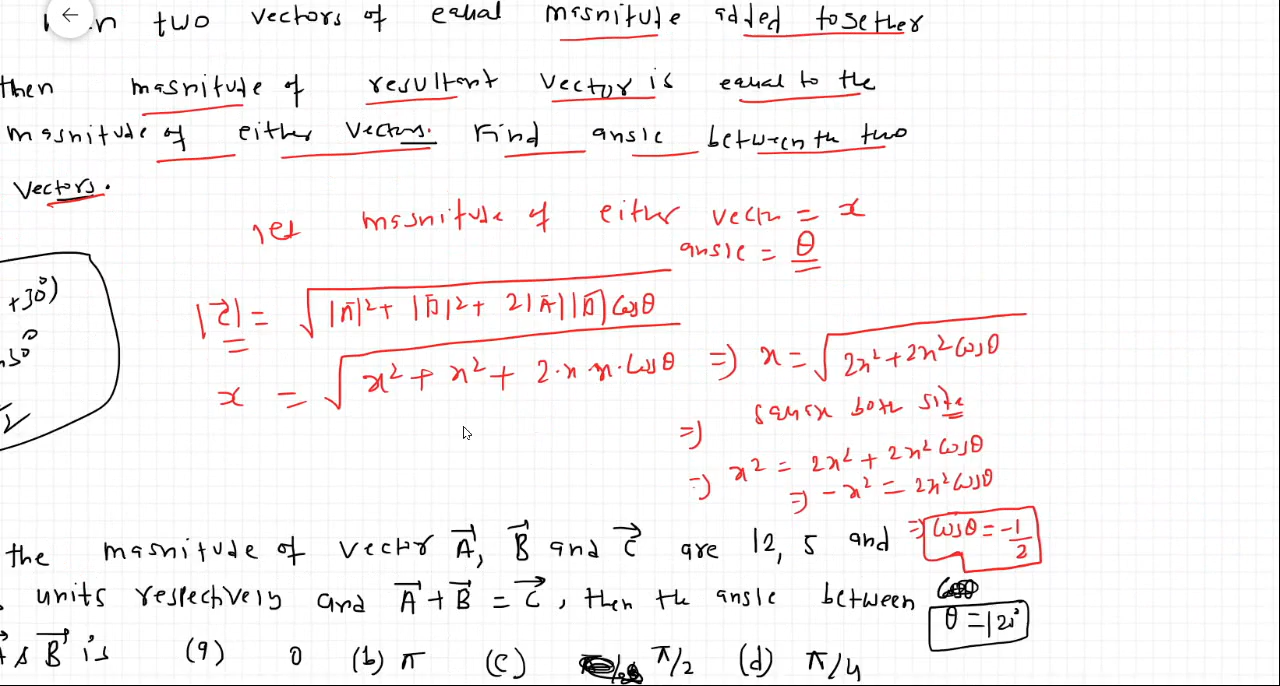 two vectors of equal magnitude added together
then magnitude of resultant vector is equal to the
magnitude of either vectors. Find angle between the two
vectors.
let magnitude of either vector = x
angle = θ
+30°)
|C⃗| = √|A̅|²+ |B̅|²+ 2|A̅||B̅|Cosθ
x = √x² + x² + 2·x x·Cosθ ⇒ x = √2x²+2x²Cosθ
⇒ square both site
⇒ x² = 2x² + 2x² Cosθ
⇒ -x² = 2x² Cosθ
⇒ Cosθ = -1/2
the magnitude of vector A⃗, B⃗ and C⃗ are 12, 5 and
units respectively and A⃗ + B⃗ = C⃗, then the angle between
θ = 120°
& B⃗ is (a) 0 (b) π (c) π/2 (d) π/4